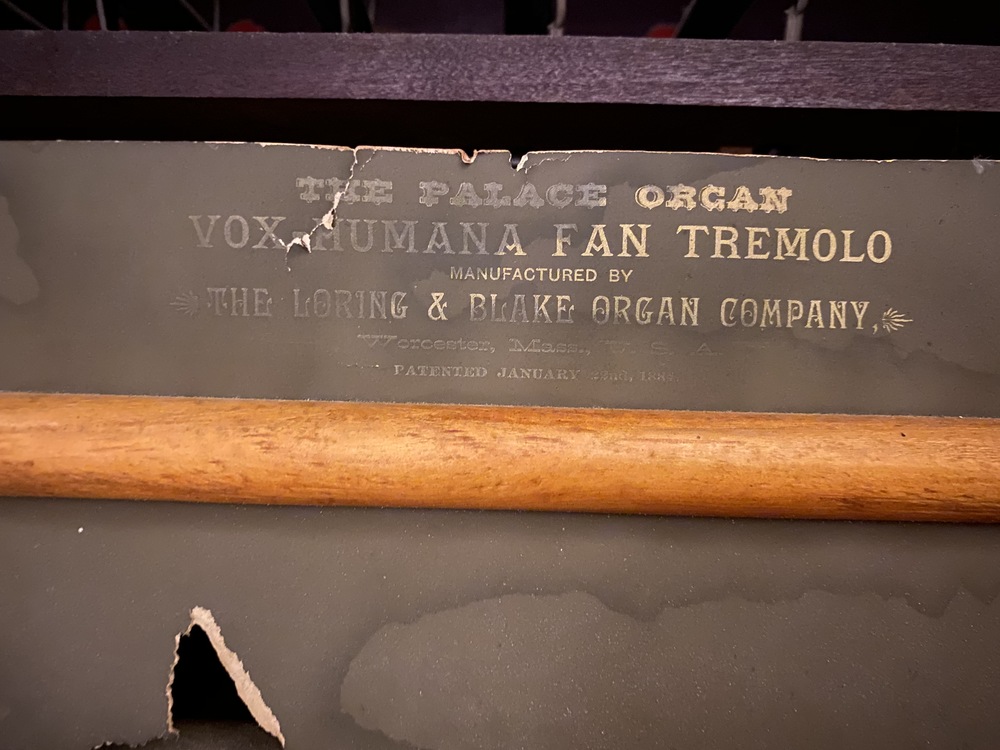 THE PALACE ORGAN
VOX-HUMANA FAN TREMOLO
MANUFACTURED BY
THE LORING & BLAKE ORGAN COMPANY,
Worcester, Mass., U. S. A.
PATENTED JANUARY